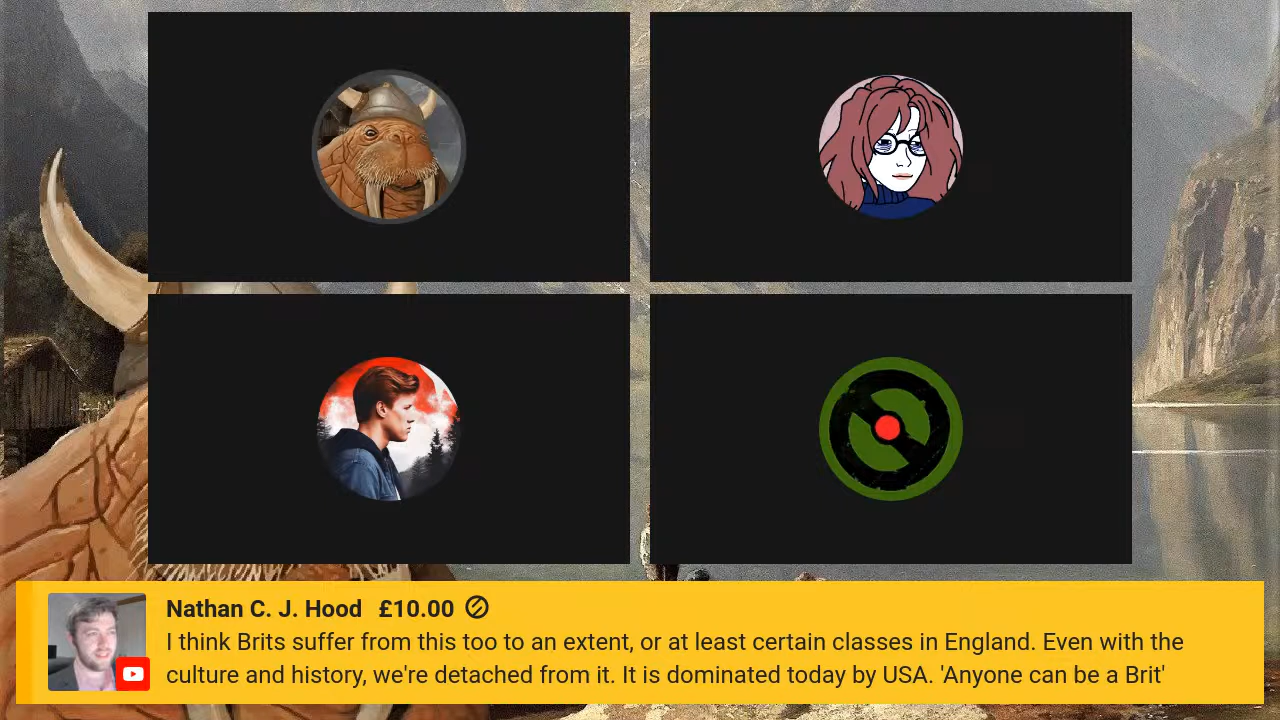 Nathan C. J. Hood £10.00
I think Brits suffer from this too to an extent, or at least certain classes in England. Even with the
culture and history, we're detached from it. It is dominated today by USA. 'Anyone can be a Brit'